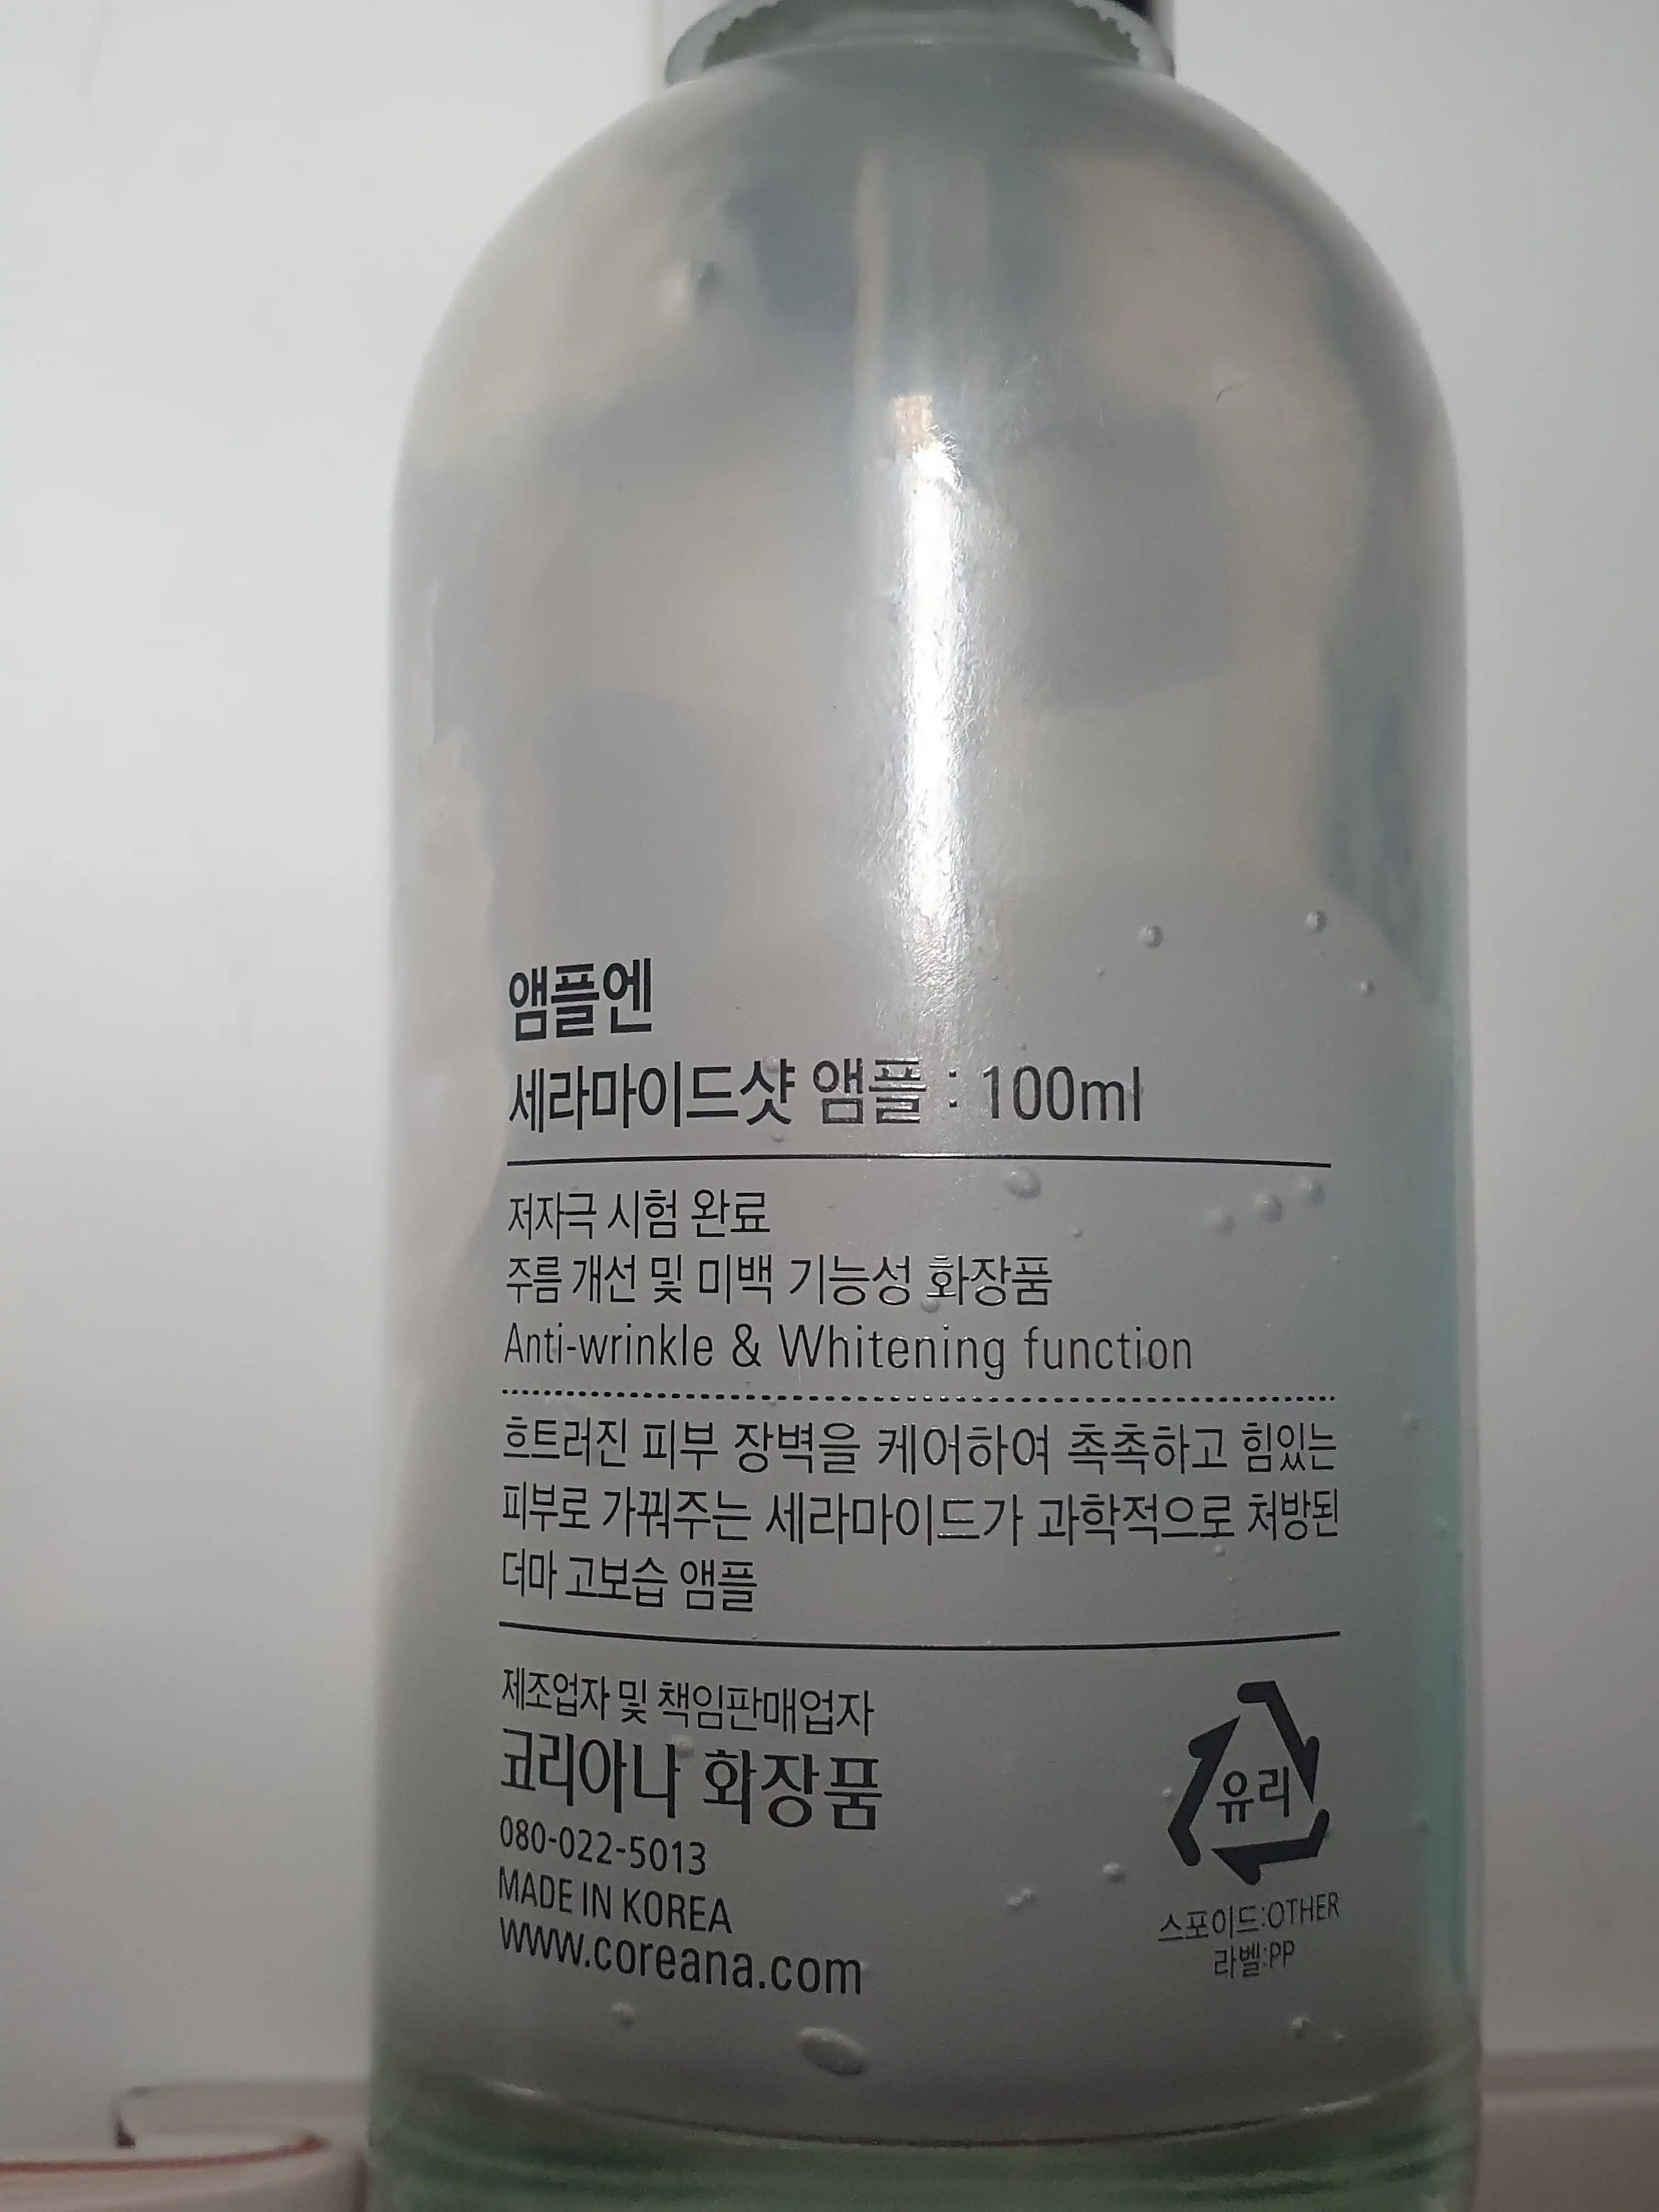 앰플엔
세라마이드샷 앰플 : 100ml
저자극 시험 완료
주름 개선 및 미백 기능성 화장품
Anti-wrinkle & Whitening function
흐트러진 피부 장벽을 케어하여 촉촉하고 힘있는
피부로 가꿔주는 세라마이드가 과학적으로 처방된
더마 고보습 앰플
제조업자 및 책임판매업자
코리아나 화장품
080-022-5013
MADE IN KOREA
www.coreana.com
유리
스포이드:OTHER
라벨:PP